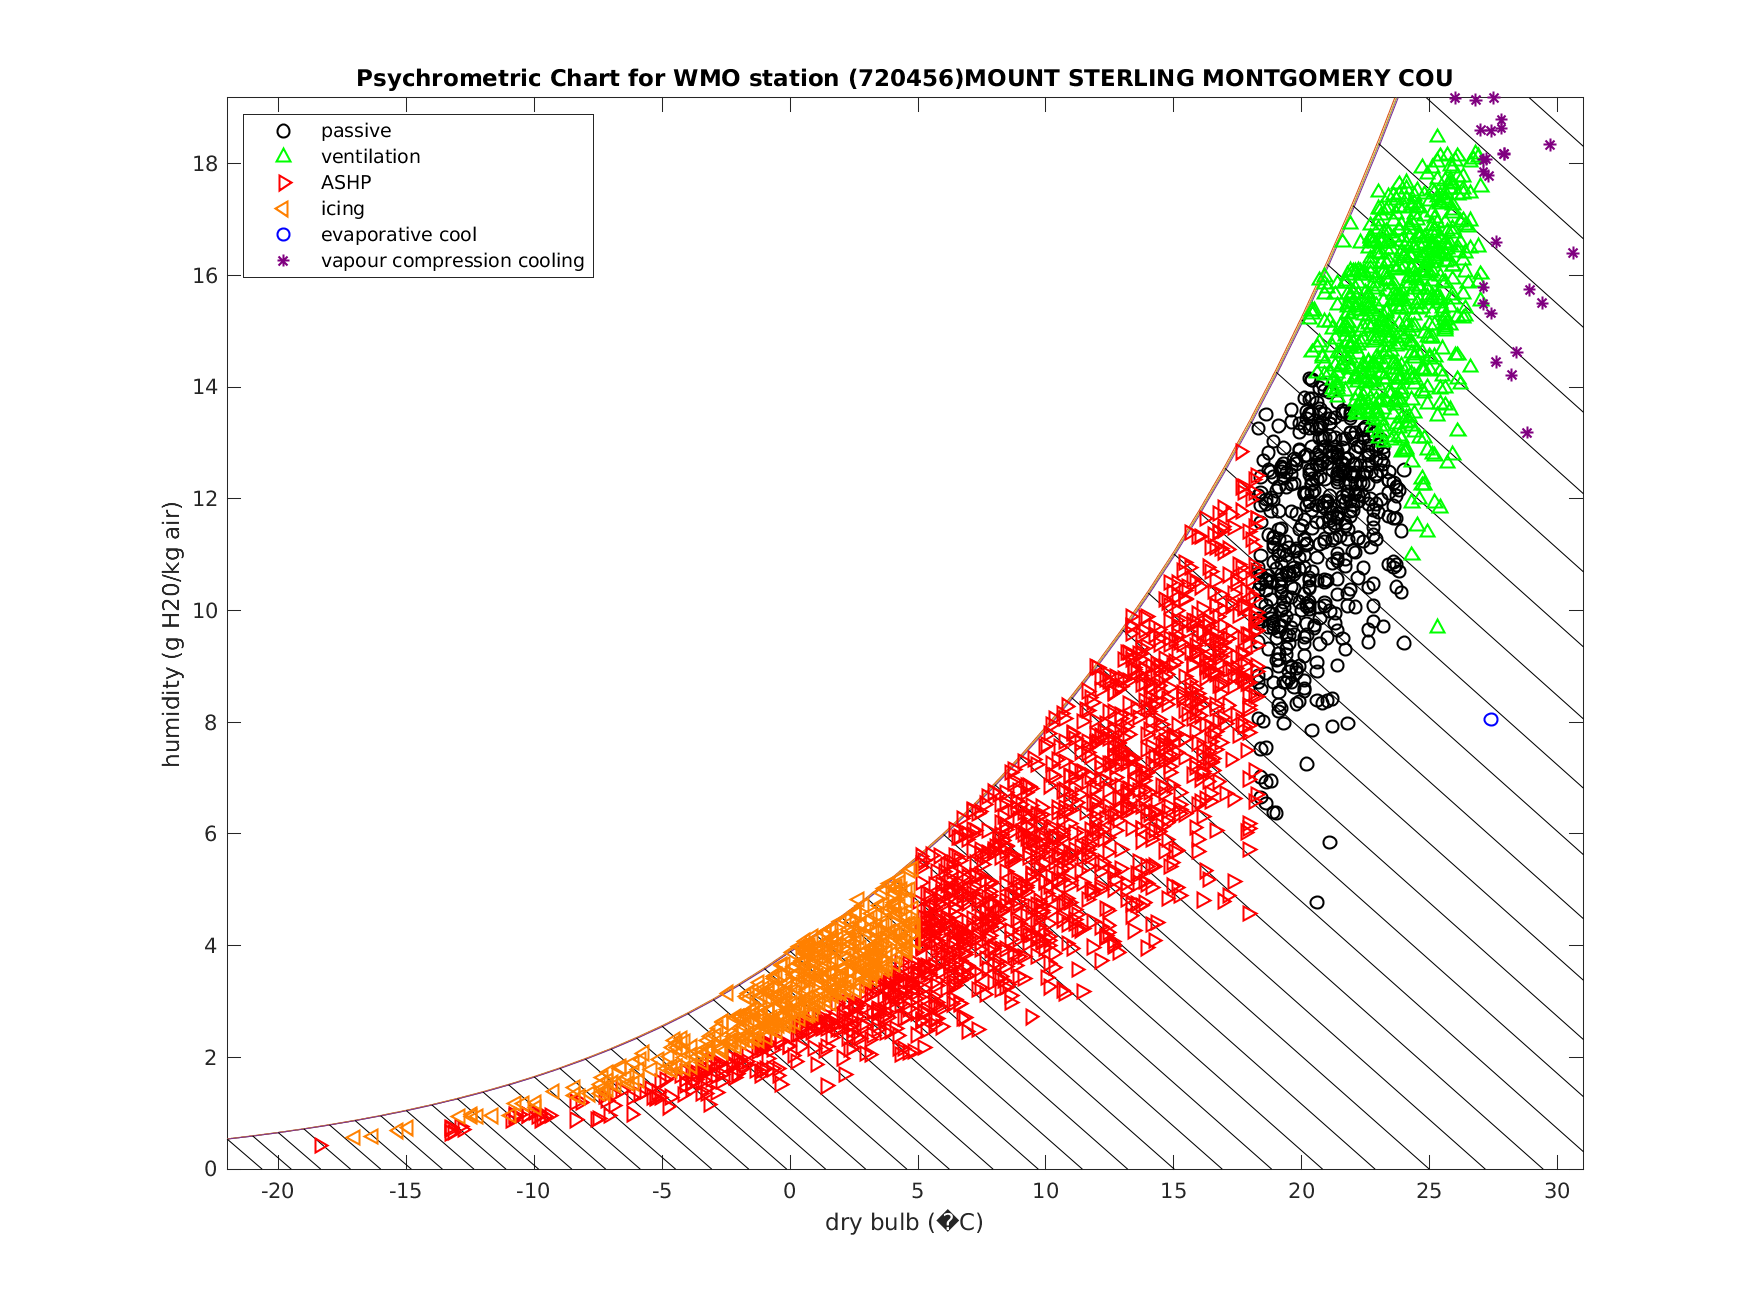 Psychrometric Chart for WMO station (720456)MOUNT STERLING MONTGOMERY COU
passive
ventilation
ASHP
icing
evaporative cool
vapour compression cooling
humidity (g H20/kg air)
18
16
14
12
10
8
6
4
2
0
-20 -15 -10 -5 0 5 10 15 20 25 30
dry bulb (�C)